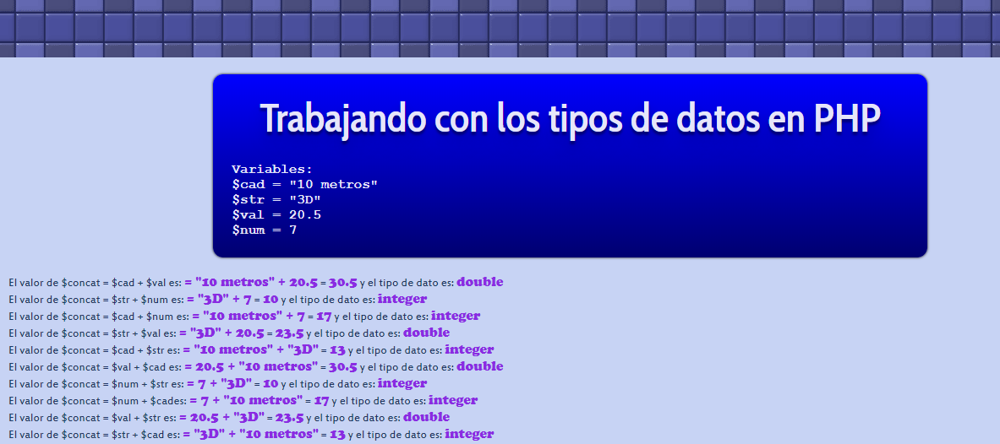 Trabajando con los tipos de datos en PHP
Variables:
$cad = "10 metros"
$str = "3D"
$val = 20.5
$num = 7
El valor de $concat = $cad + $val es: = "10 metros" + 20.5 = 30.5 y el tipo de dato es: double
El valor de $concat = $str + $num es: = "3D" + 7 = 10 y el tipo de dato es: integer
El valor de $concat = $cad + $num es: = "10 metros" + 7 = 17 y el tipo de dato es: integer
El valor de $concat = $str + $val es: = "3D" + 20.5 = 23.5 y el tipo de dato es: double
El valor de $concat = $cad + $str es: = "10 metros" + "3D" = 13 y el tipo de dato es: integer
El valor de $concat = $val + $cad es: = 20.5 + "10 metros" = 30.5 y el tipo de dato es: double
El valor de $concat = $num + $str es: = 7 + "3D" = 10 y el tipo de dato es: integer
El valor de $concat = $num + $cades: = 7 + "10 metros" = 17 y el tipo de dato es: integer
El valor de $concat = $val + $str es: = 20.5 + "3D" = 23.5 y el tipo de dato es: double
El valor de $concat = $str + $cad es: = "3D" + "10 metros" = 13 y el tipo de dato es: integer